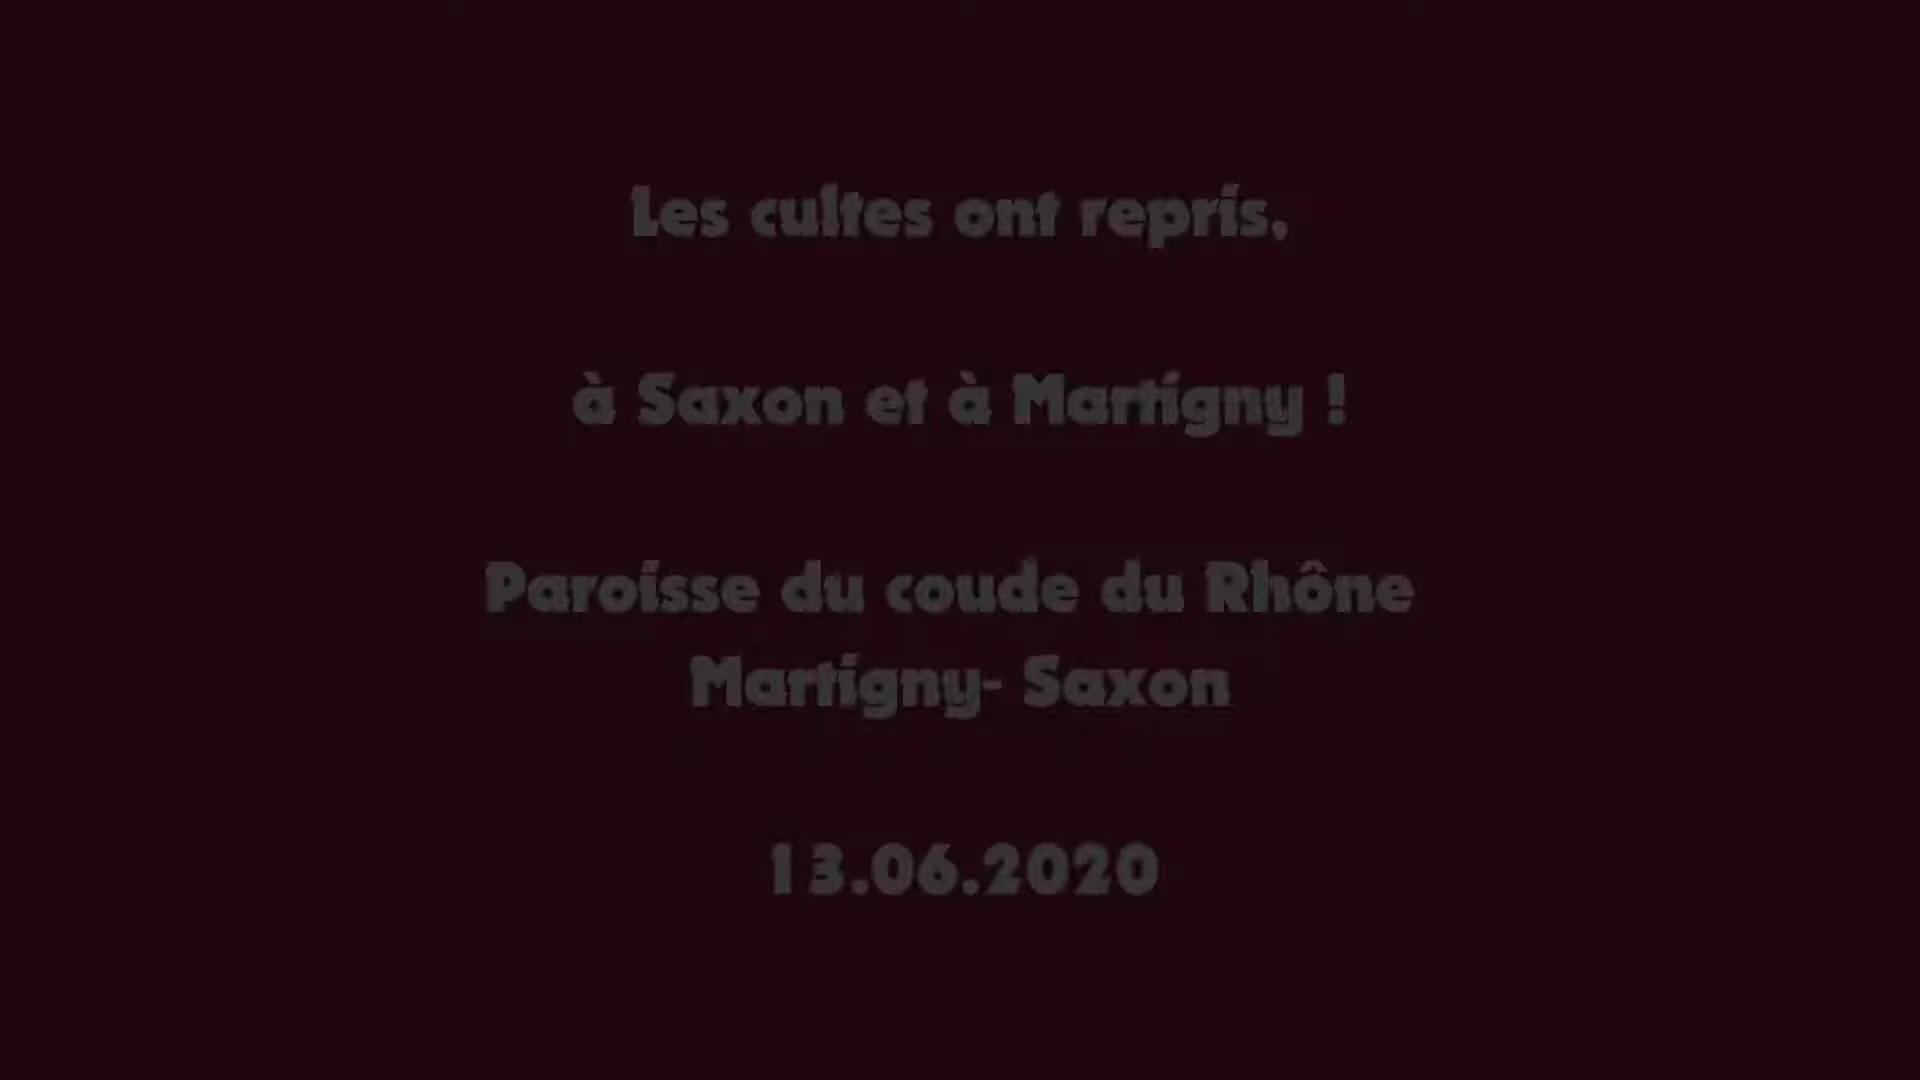 Les cultes ont repris,
à Saxon et à Martigny !
Paroisse du coude du Rhône
Martigny- Saxon
13.06.2020